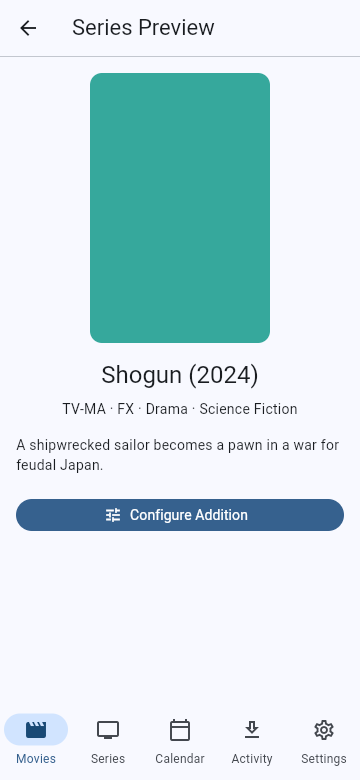 Series Preview
Shogun (2024)
TV-MA · FX · Drama · Science Fiction
A shipwrecked sailor becomes a pawn in a war for
feudal Japan.
Configure Addition
Movies
Series
Calendar
Activity
Settings